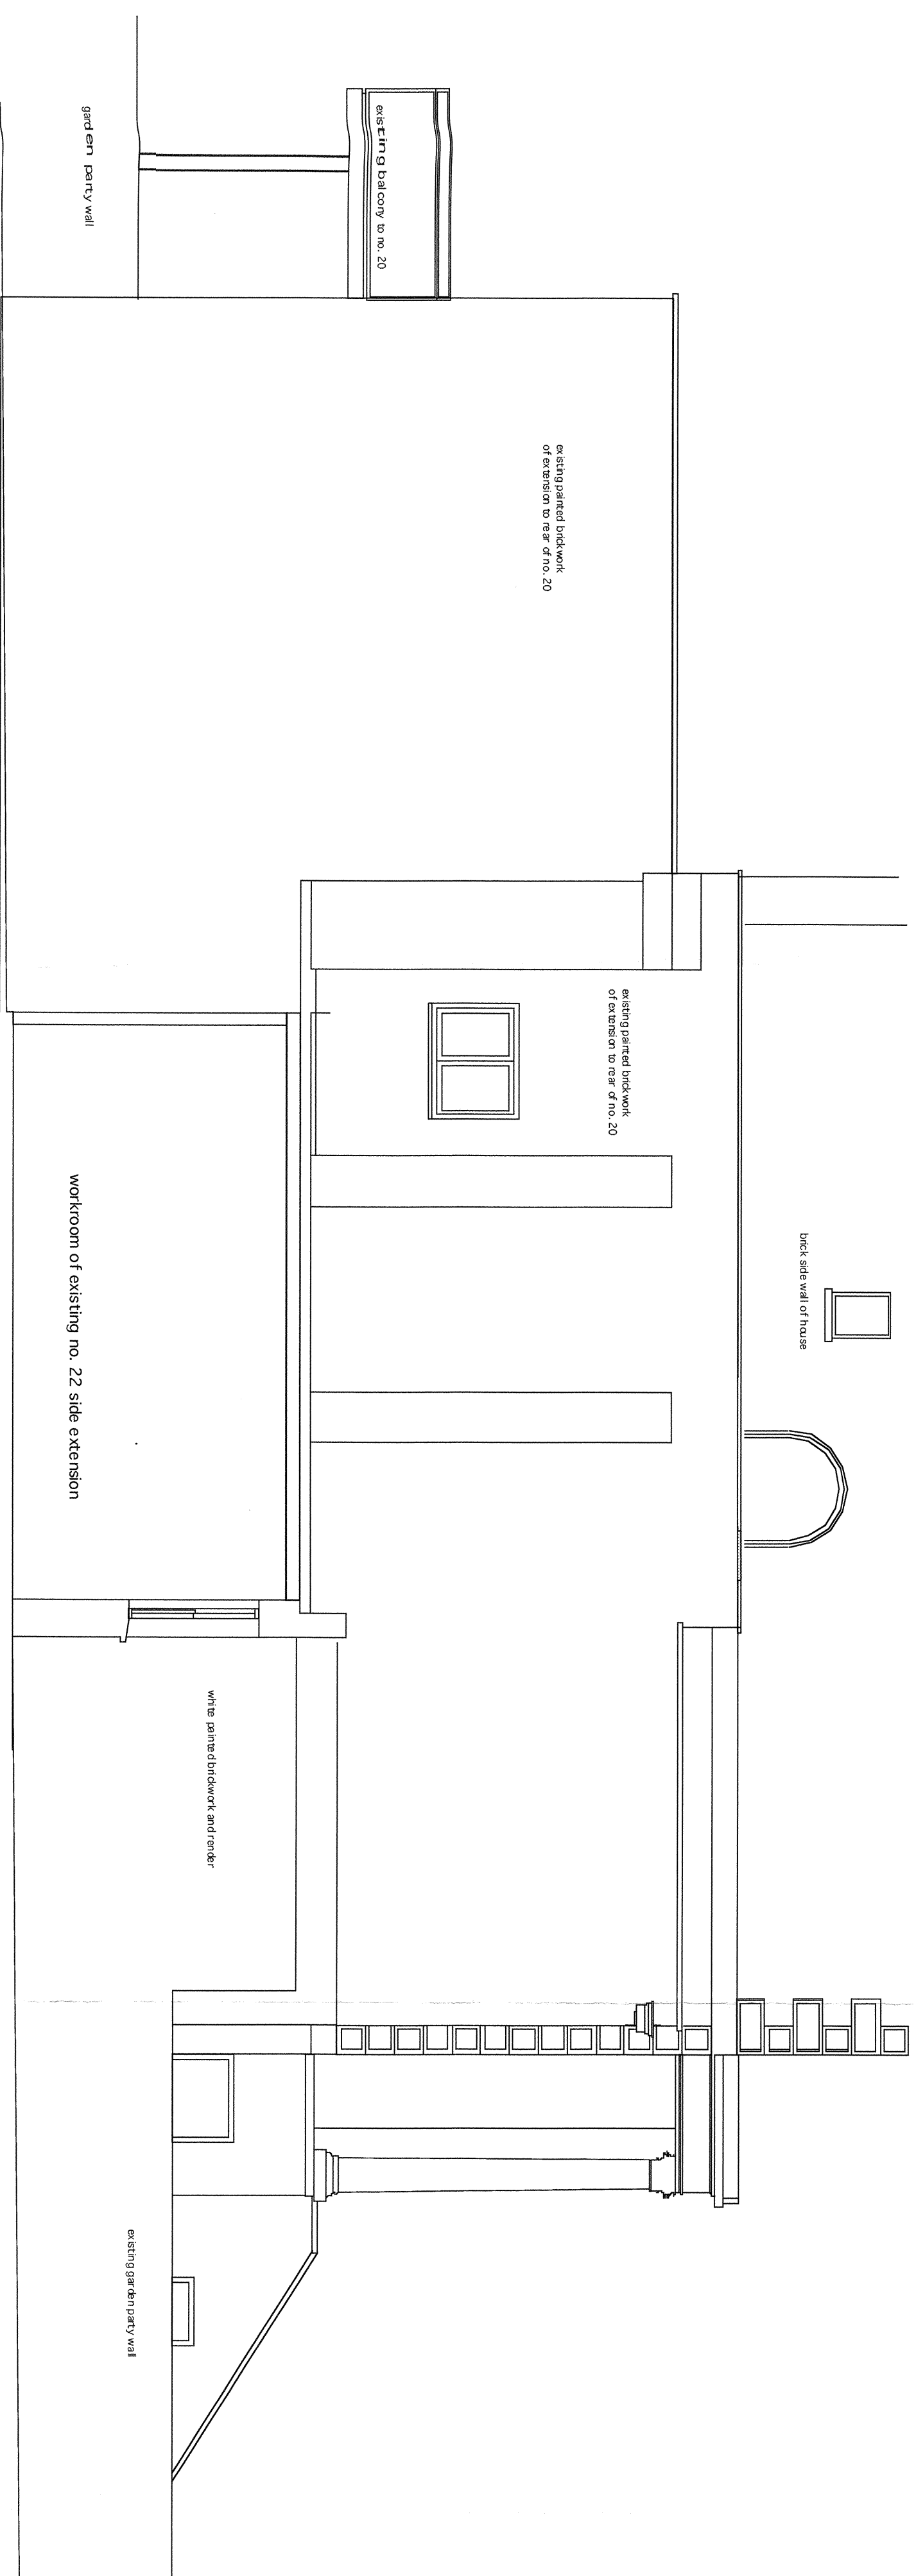 garden party wall
existing balcony to no. 20
existing painted brickwork
of extension to rear of no. 20
existing painted brickwork
of extension to rear of no. 20
brick side wall of house
workroom of existing no. 22 side extension
white painted brickwork and render
existing garden party wall